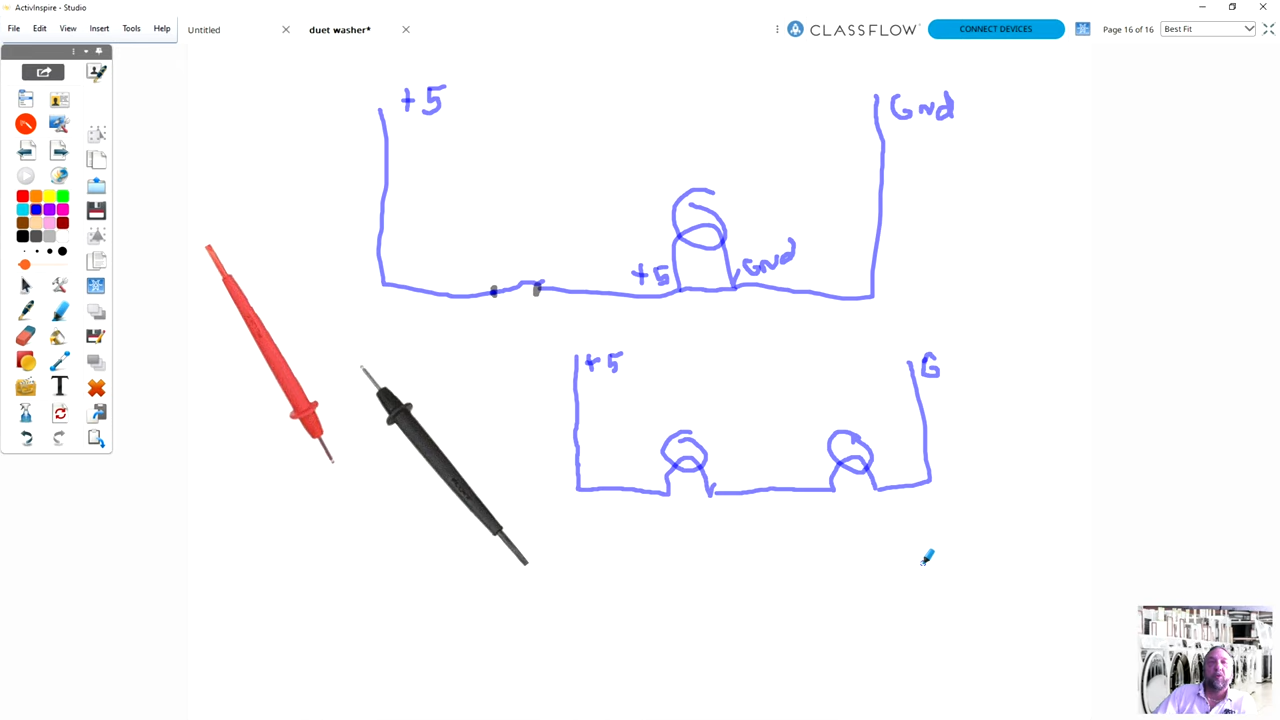 ActivInspire - Studio
File Edit View Insert Tools Help
Untitled
duet washer*
CLASSFLOW
CONNECT DEVICES
Page 16 of 16
Best Fit
+5
Gnd
+5
Gnd
+5
G